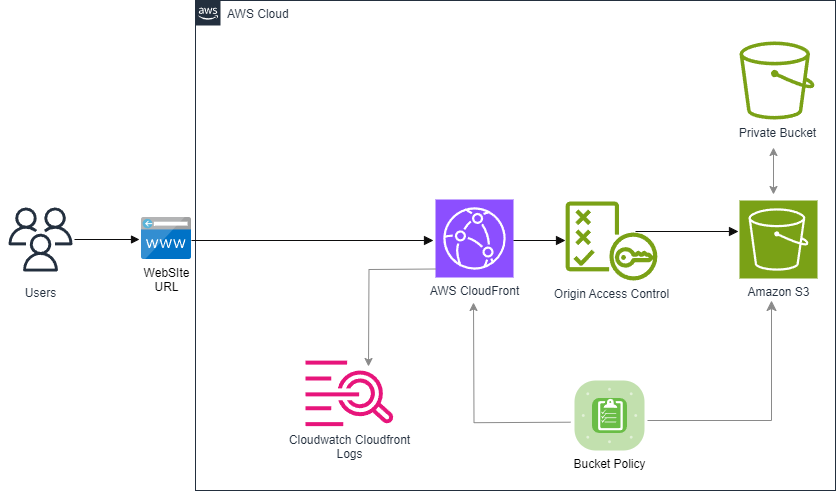 aws
AWS Cloud
Private Bucket
www
WebSIte
URL
Users
AWS CloudFront
Origin Access Control
Amazon S3
Cloudwatch Cloudfront
Logs
Bucket Policy